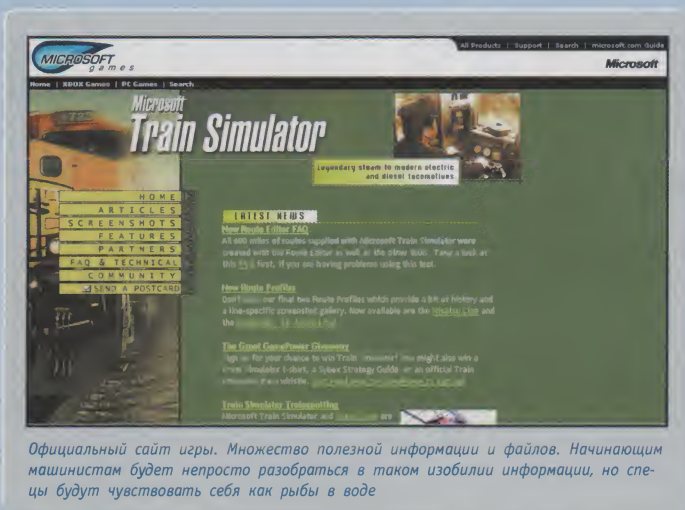 All Products | Support | Search | microsoft.com Guide
MICROSOFT
games
Microsoft
Home | XBOX Games | PC Games | Search
Microsoft
Train Simulator
Legendary steam to modern electric
and diesel locomotives
HOME
ARTICLES
SCREENSHOTS
FEATURES
PARTNERS
FAQ & TECHNICAL
COMMUNITY
SEND A POSTCARD
LATEST NEWS
New Route Editor FAQ
All 600 miles of routes supplied with Microsoft Train Simulator were
created with the Route Editor as well as the other tools. Take a look at
this FAQ first, if you are having problems using this tool.
New Route Profiles
Don't miss our final two Route Profiles which provide a bit of history and
a line-specific screenshot gallery. Now available are the
and the
The Great GamePower Giveaway
Sign up for your chance to win Train Simulator! You might also win a
Train Simulator t-shirt, a Sybex Strategy Guide or an official Train
Simulator whistle.
Train Simulator Trainspotting
Microsoft Train Simulator and are
Официальный сайт игры. Множество полезной информации и файлов. Начинающим
машинистам будет непросто разобраться в таком изобилии информации, но спе-
цы будут чувствовать себя как рыбы в воде